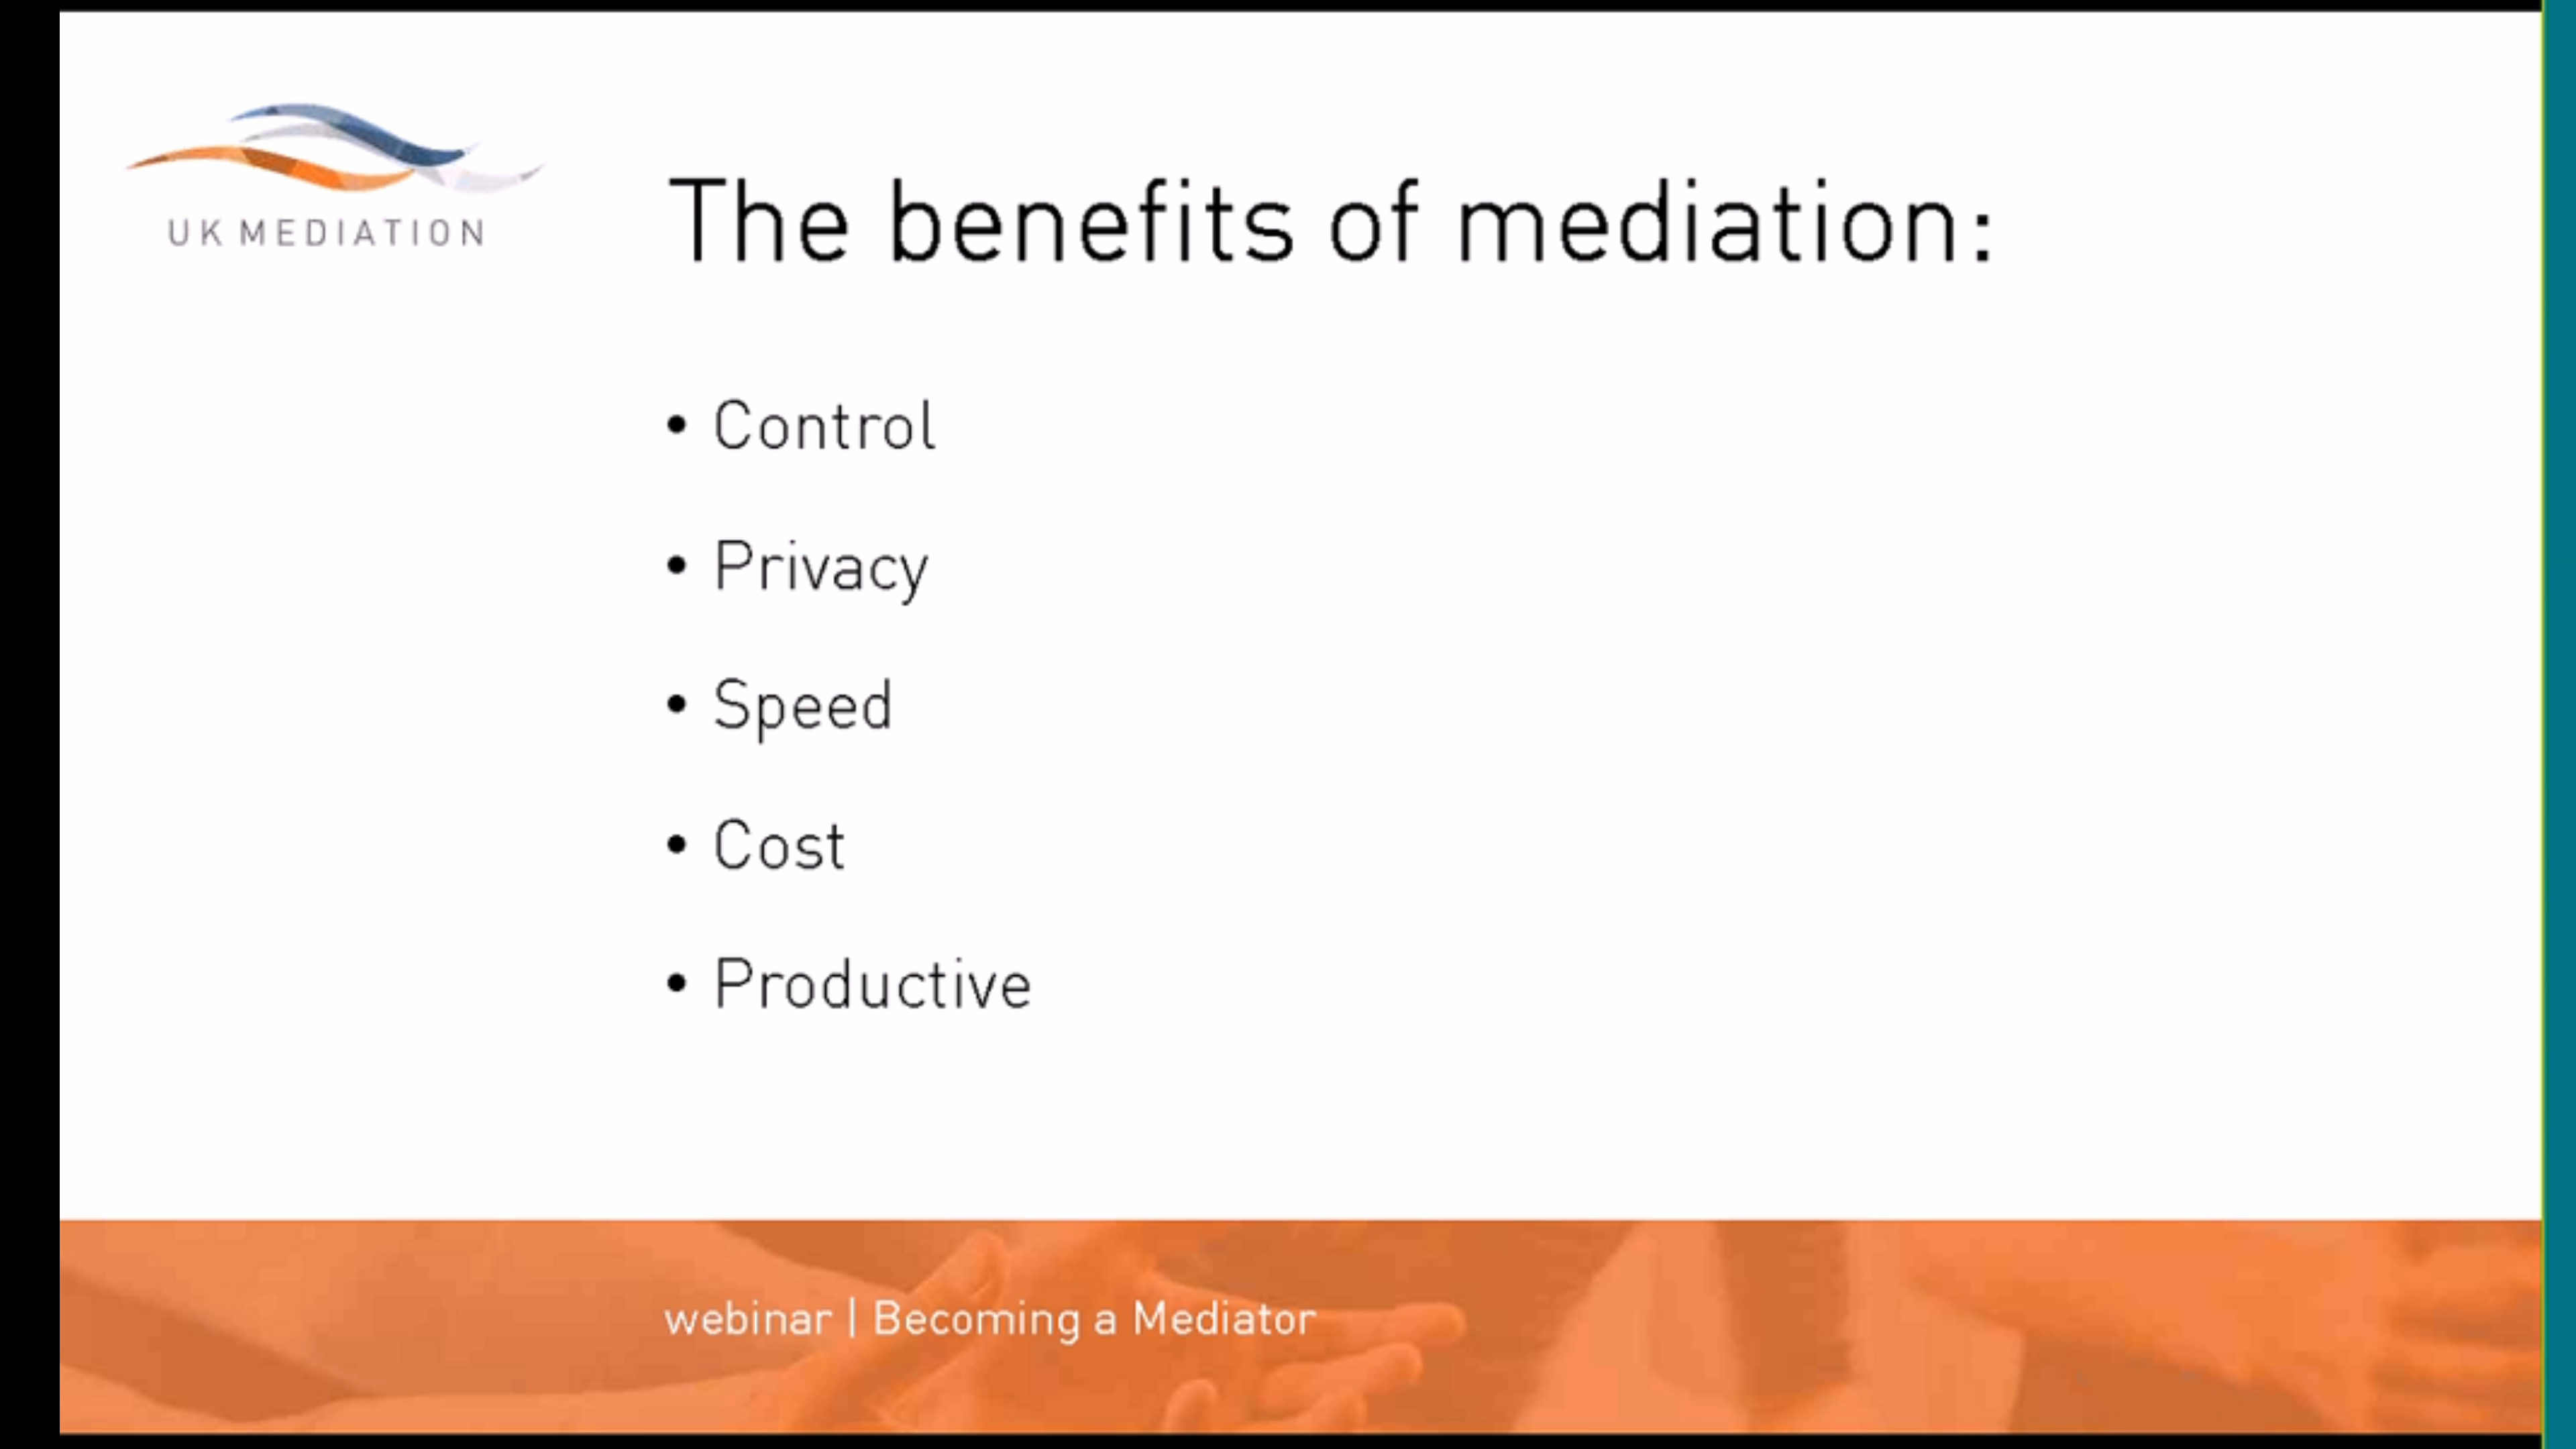 UK MEDIATION
The benefits of mediation:
• Control
• Privacy
• Speed
• Cost
• Productive
webinar | Becoming a Mediator